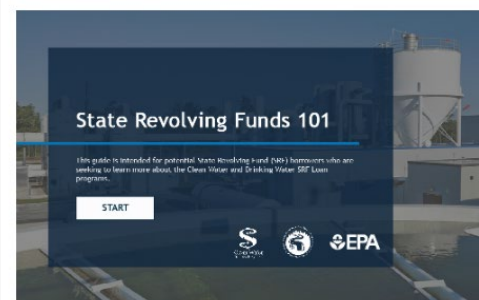 State Revolving Funds 101
This guide is intended for potential State Revolving Fund (SRF) borrowers who are
seeking to learn more about the Clean Water and Drinking Water SRF Loan
programs.
START
EPA